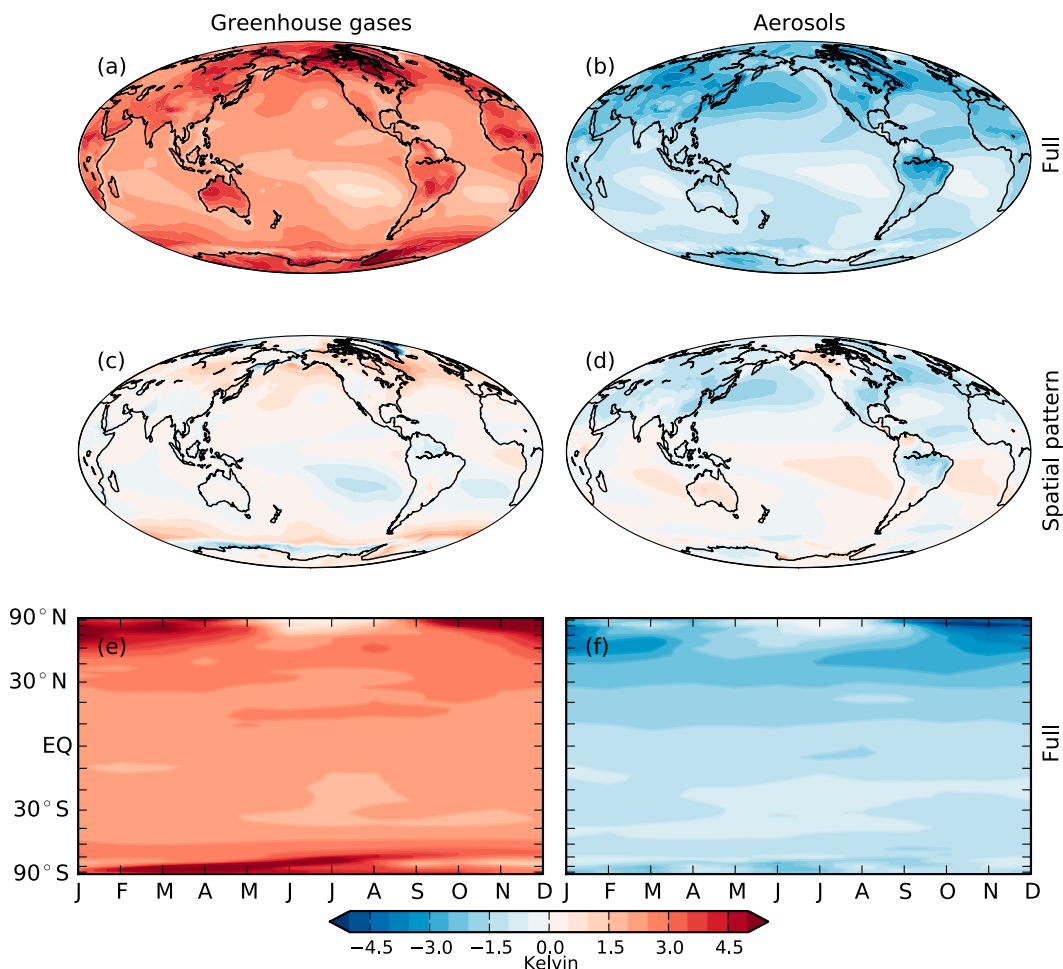 Greenhouse gases
Aerosols
(a)
(b)
Full
(c)
(d)
Spatial pattern
90°N
30°N
EQ
30°S
90°S
(e)
(f)
Full
J F M A M J J A S O N D
J F M A M J J A S O N D
−4.5 −3.0 −1.5 0.0 1.5 3.0 4.5
Kelvin